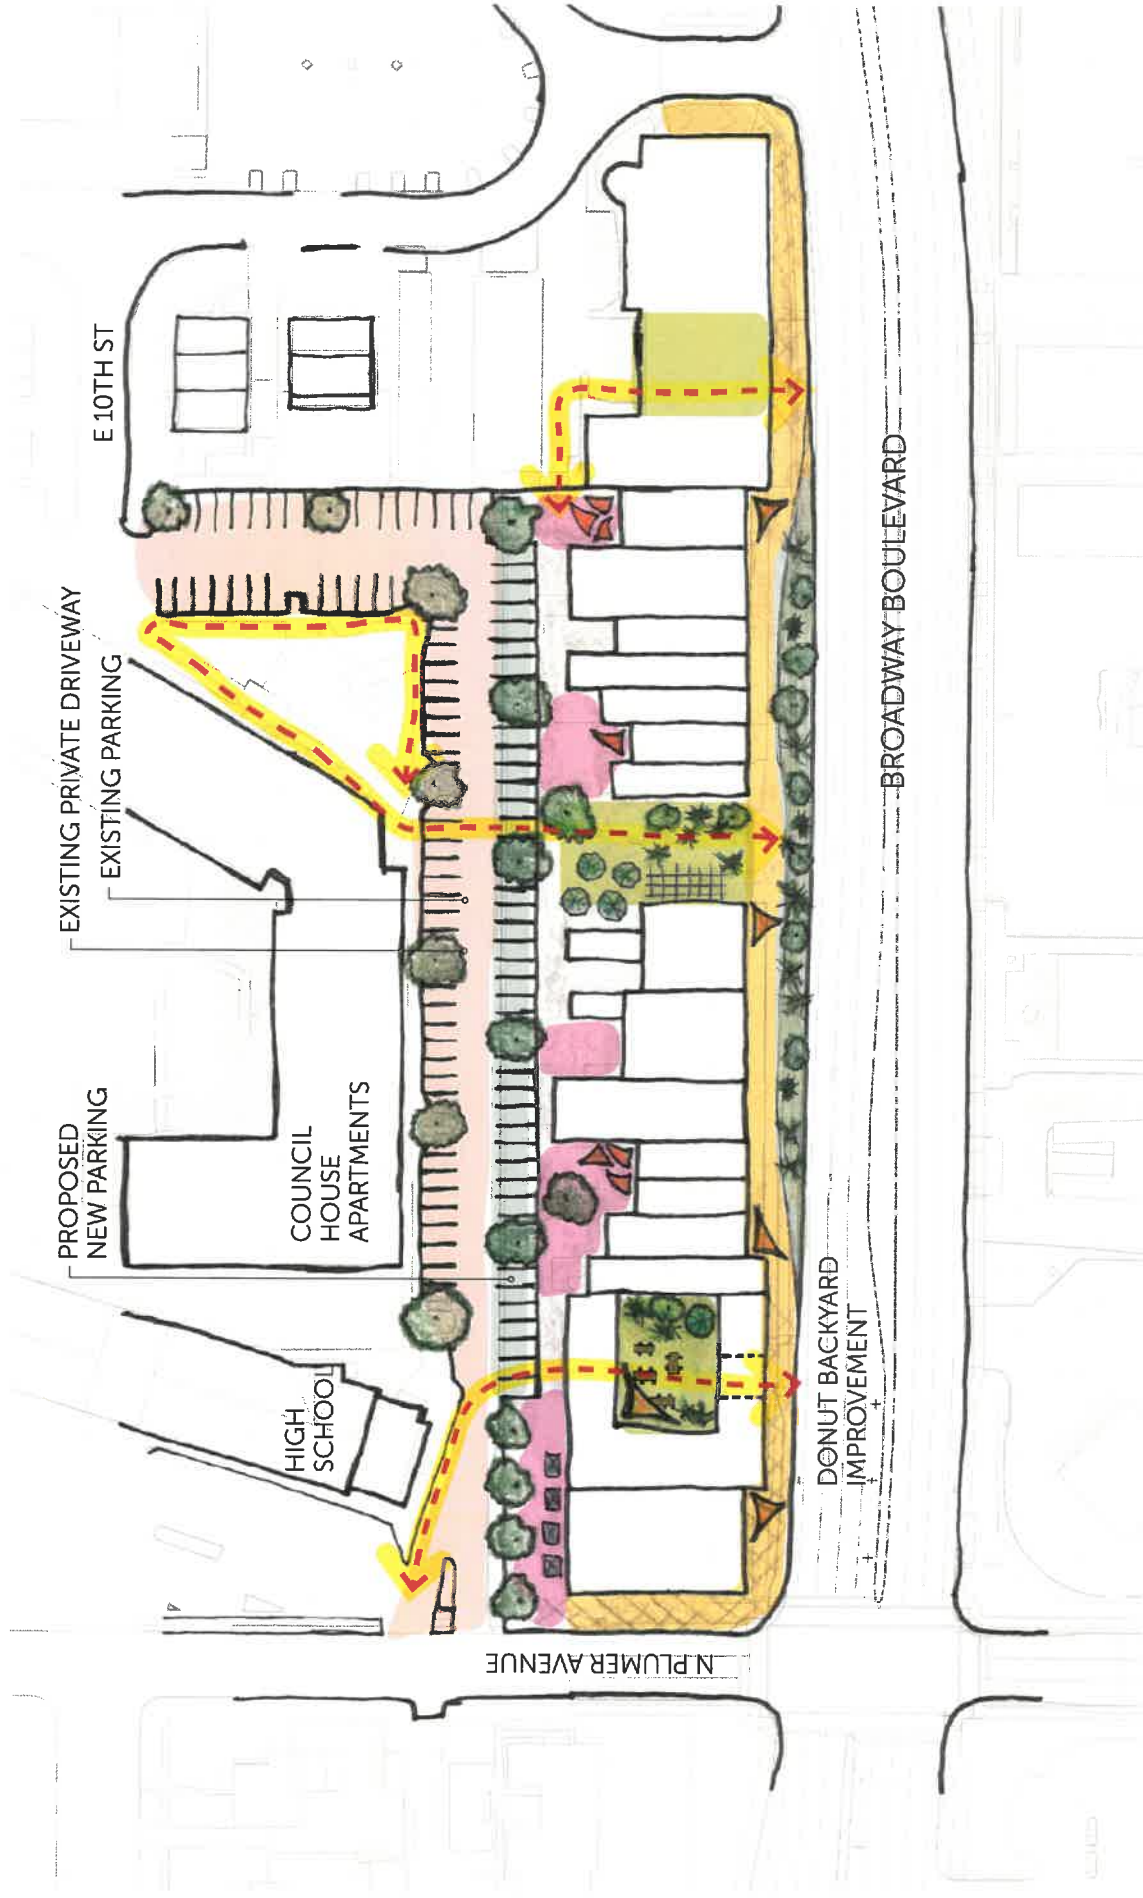 E 10TH ST
EXISTING PRIVATE DRIVEWAY
EXISTING PARKING
PROPOSED
NEW PARKING
COUNCIL
HOUSE
APARTMENTS
HIGH
SCHOOL
N PLUMER AVENUE
DONUT BACKYARD
IMPROVEMENT
BROADWAY BOULEVARD